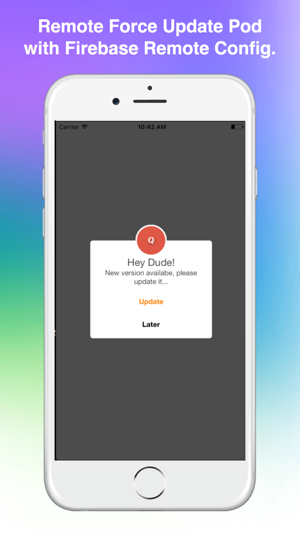 Remote Force Update Pod
with Firebase Remote Config.
Carrier 10:43 AM
Q
Hey Dude!
New version availabe, please
update it...
Update
Later